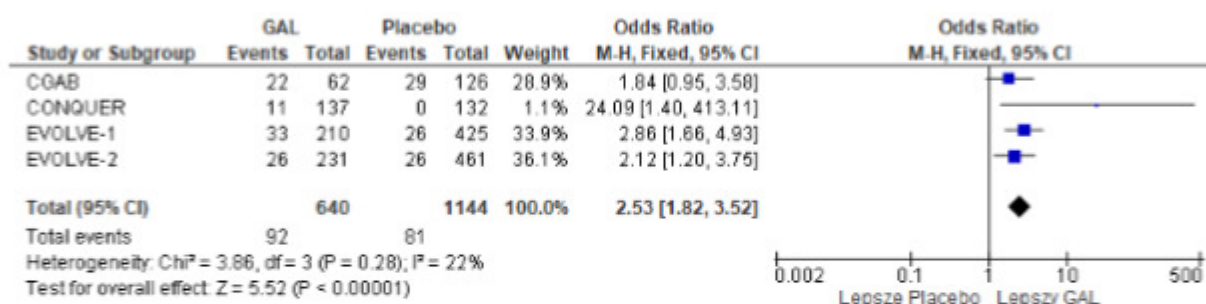 GAL Placebo Odds Ratio Odds Ratio
Study or Subgroup Events Total Events Total Weight M-H, Fixed, 95% CI M-H, Fixed, 95% CI
CGAB 22 62 29 126 28.9% 1.84 [0.95, 3.58]
CONQUER 11 137 0 132 1.1% 24.09 [1.40, 413.11]
EVOLVE-1 33 210 26 425 33.9% 2.86 [1.66, 4.93]
EVOLVE-2 26 231 26 461 36.1% 2.12 [1.20, 3.75]
Total (95% CI) 640 1144 100.0% 2.53 [1.82, 3.52]
Total events 92 81
Heterogeneity: Chi² = 3.86, df = 3 (P = 0.28); I² = 22%
Test for overall effect: Z = 5.52 (P < 0.00001)
0.002 0.1 1 10 500
Lepsze Placebo Lepszy GAL